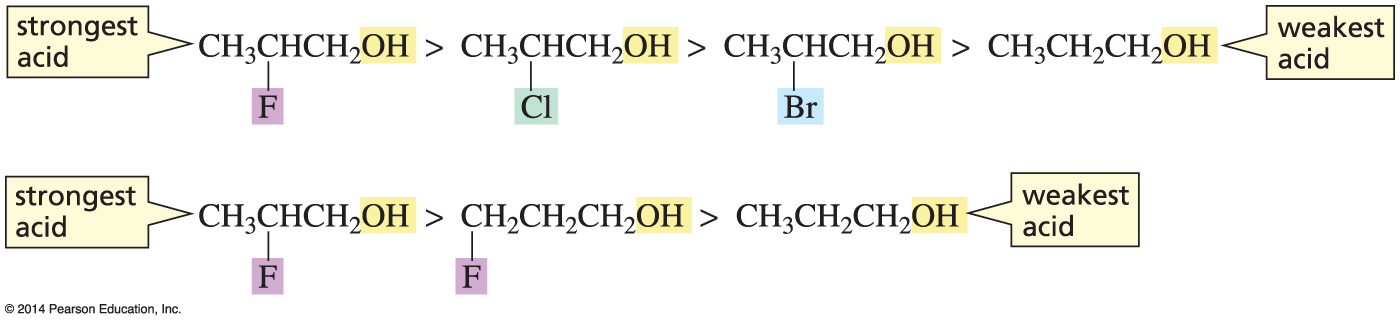 strongest acid CH₃CHCH₂OH > CH₃CHCH₂OH > CH₃CHCH₂OH > CH₃CH₂CH₂OH weakest acid
F Cl Br
strongest acid CH₃CHCH₂OH > CH₂CH₂CH₂OH > CH₃CH₂CH₂OH weakest acid
F F
© 2014 Pearson Education, Inc.